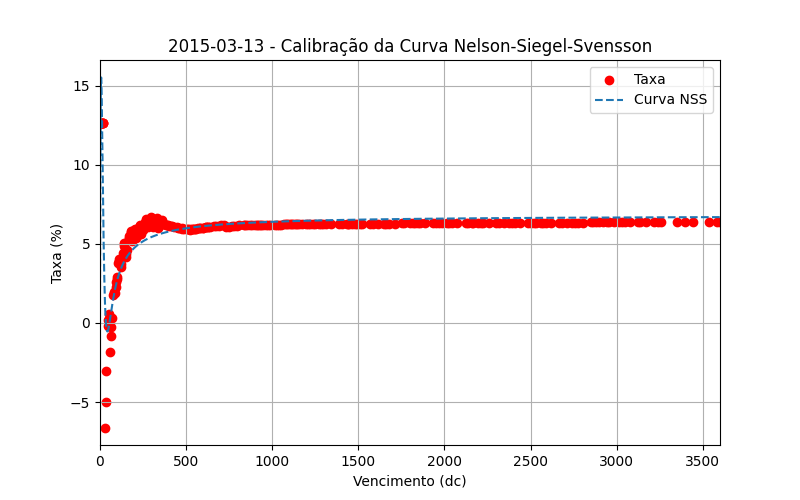 2015-03-13 - Calibração da Curva Nelson-Siegel-Svensson
Taxa
Curva NSS
Taxa (%)
15
10
5
0
−5
0 500 1000 1500 2000 2500 3000 3500
Vencimento (dc)